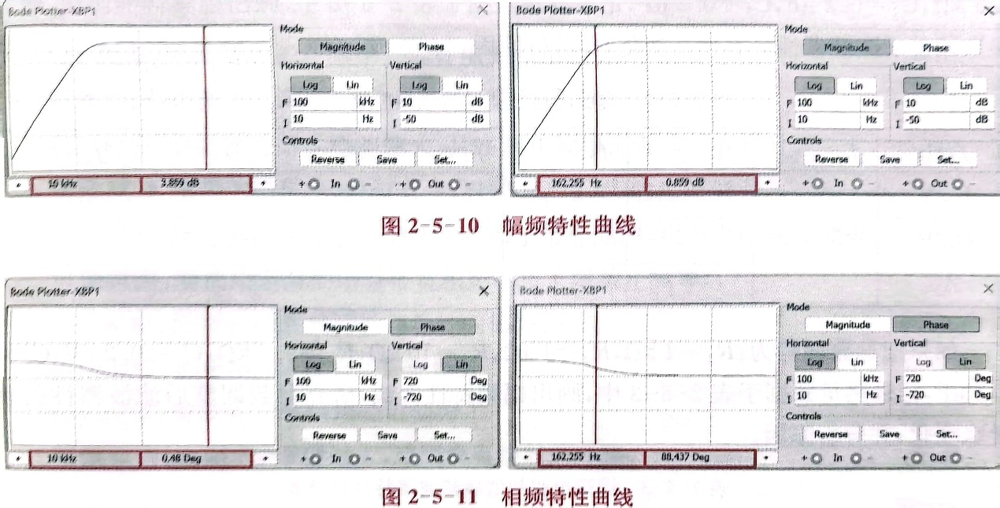 Bode Plotter-XBP1
Mode
Magnitude Phase
Horizontal Vertical
Log Lin Log Lin
F 100 kHz F 10 dB
I 10 Hz I -50 dB
Controls
Reverse Save Set...
10 kHz 3.859 dB + In - + Out -
Bode Plotter-XBP1
Mode
Magnitude Phase
Horizontal Vertical
Log Lin Log Lin
F 100 kHz F 10 dB
I 10 Hz I -50 dB
Controls
Reverse Save Set...
162.255 Hz 0.859 dB + In - + Out -
图 2-5-10 幅频特性曲线
Bode Plotter-XBP1
Mode
Magnitude Phase
Horizontal Vertical
Log Lin Log Lin
F 100 kHz F 720 Deg
I 10 Hz I -720 Deg
Controls
Reverse Save Set...
10 kHz 0.48 Deg + In - + Out -
Bode Plotter-XBP1
Mode
Magnitude Phase
Horizontal Vertical
Log Lin Log Lin
F 100 kHz F 720 Deg
I 10 Hz I -720 Deg
Controls
Reverse Save Set...
162.255 Hz 88.437 Deg + In - + Out -
图 2-5-11 相频特性曲线